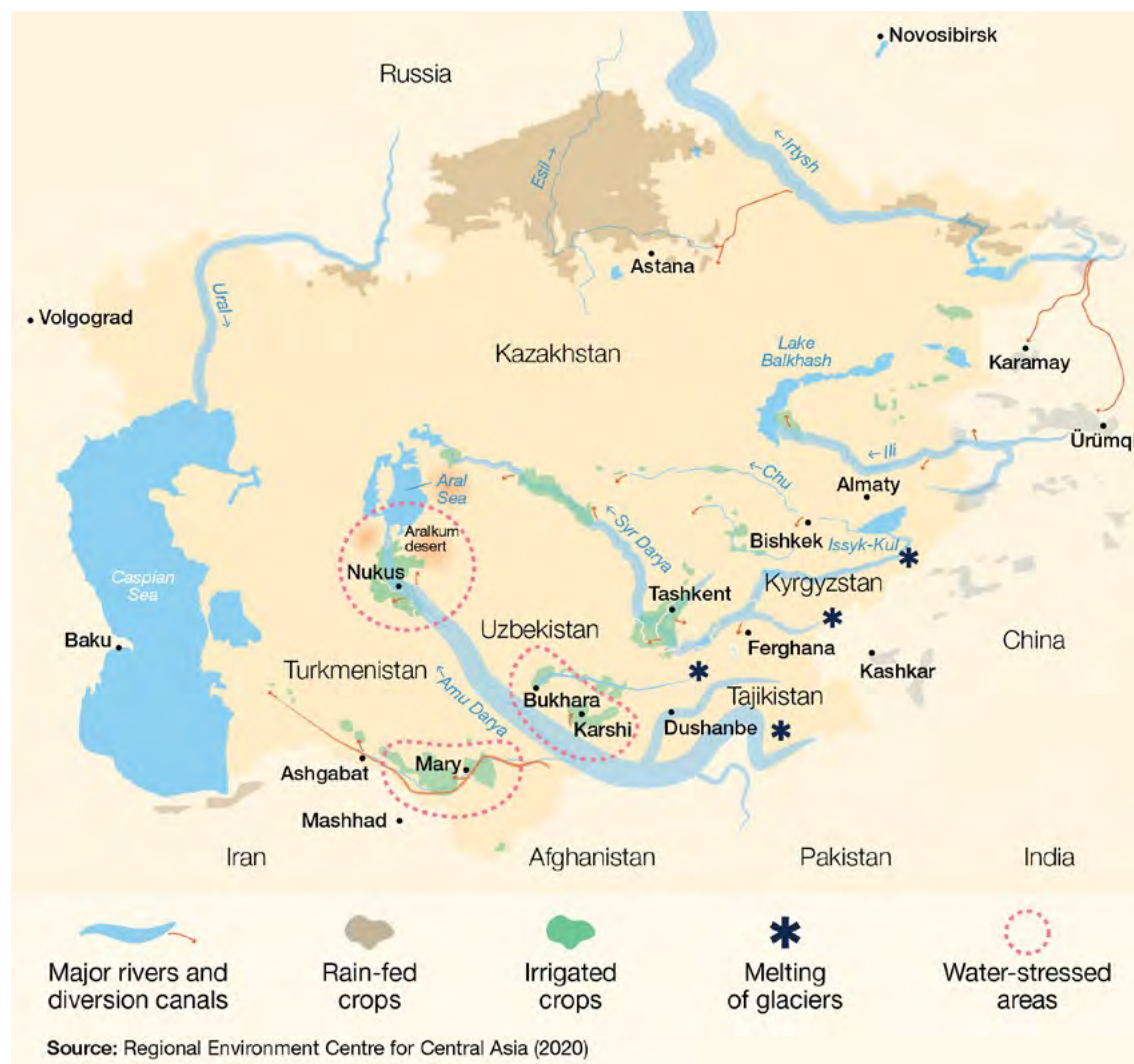 Novosibirsk
Russia
←Irtysh
Esil→
Astana
Ural→
Volgograd
Kazakhstan
Lake
Balkhash
Karamay
Ürümqi
←Ili
Almaty
←Chu
Aral
Sea
←Syr Darya
Bishkek
Issyk-Kul
Aralkum
desert
Nukus
Kyrgyzstan
Caspian
Sea
Tashkent
Uzbekistan
Baku
Ferghana
China
Kashkar
Turkmenistan
←Amu Darya
Bukhara
Tajikistan
Karshi
Dushanbe
Ashgabat
Mary
Mashhad
Iran
Afghanistan
Pakistan
India
Major rivers and
diversion canals
Rain-fed
crops
Irrigated
crops
Melting
of glaciers
Water-stressed
areas
Source: Regional Environment Centre for Central Asia (2020)